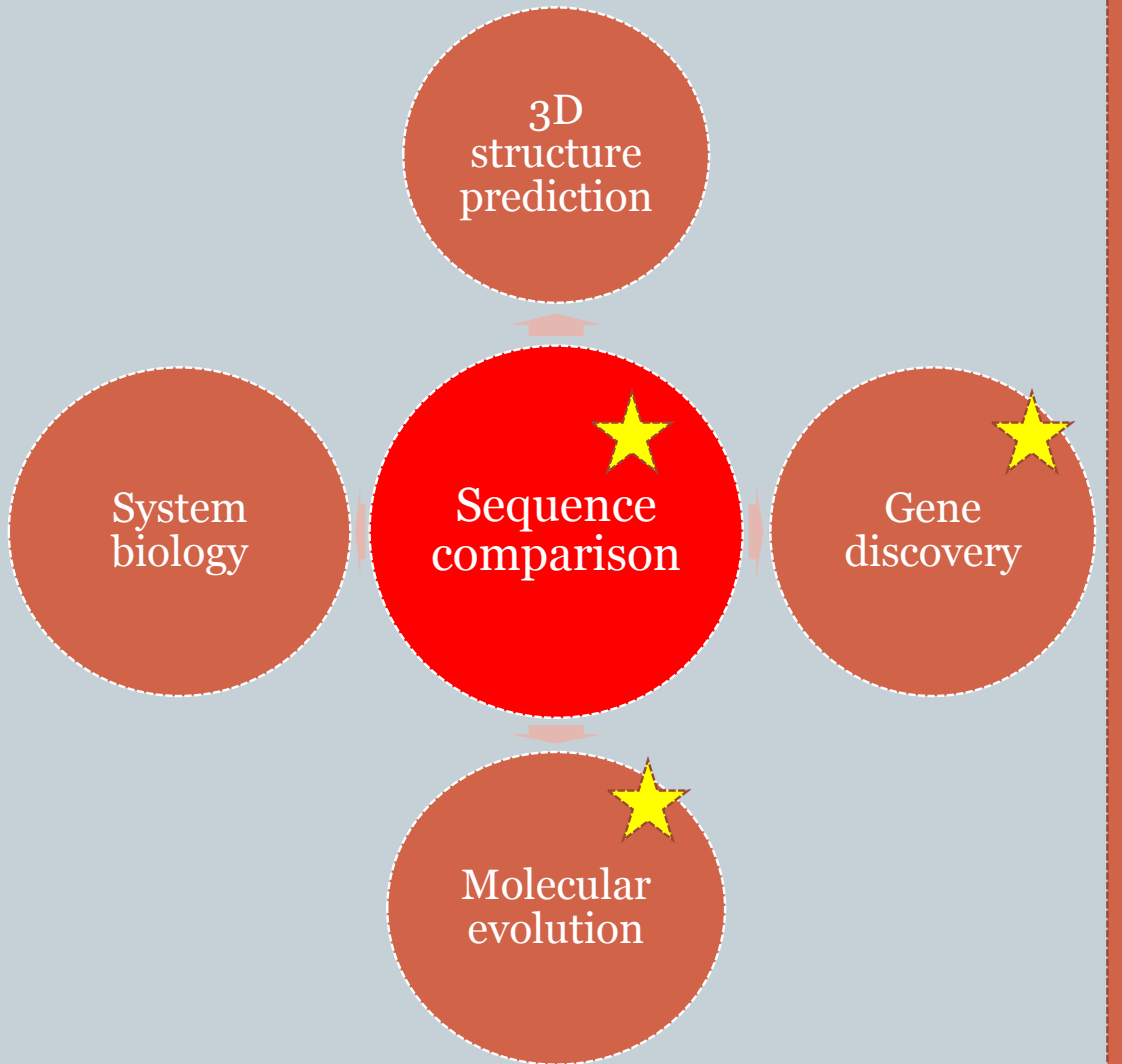 3D
structure
prediction
System
biology
Sequence
comparison
Gene
discovery
Molecular
evolution